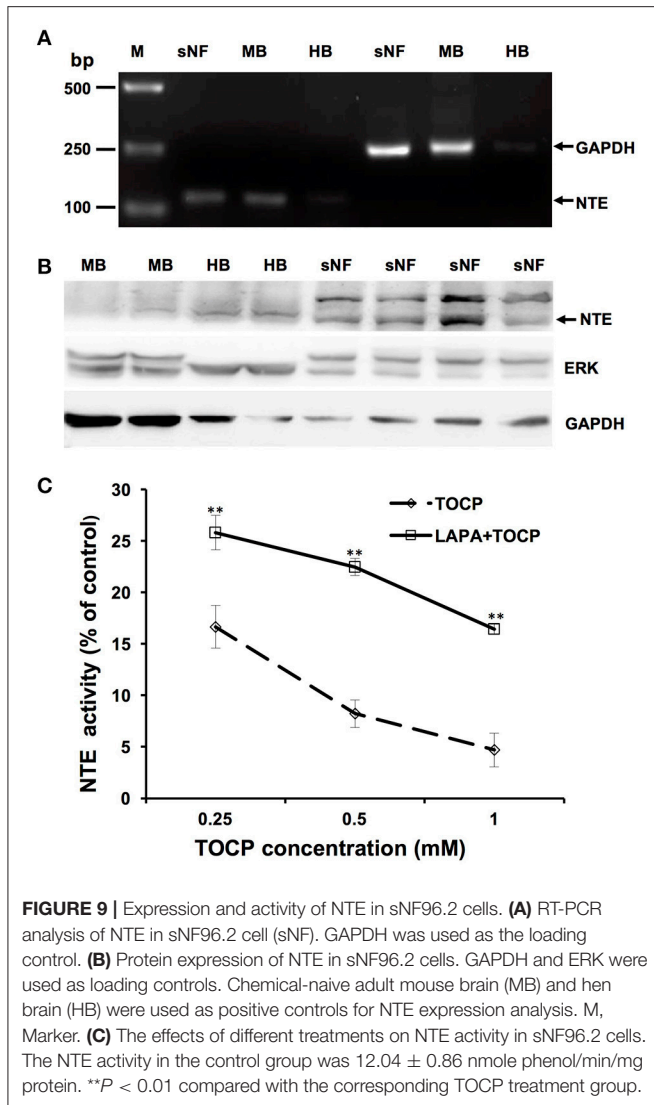 A
M sNF MB HB sNF MB HB
bp
500
250
GAPDH
100
NTE
B
MB MB HB HB sNF sNF sNF sNF
NTE
ERK
GAPDH
C
30
25
20
15
10
5
0
NTE activity (% of control)
** ** **
- TOCP
LAPA+TOCP
0.25 0.5 1
TOCP concentration (mM)
FIGURE 9 | Expression and activity of NTE in sNF96.2 cells. (A) RT-PCR
analysis of NTE in sNF96.2 cell (sNF). GAPDH was used as the loading
control. (B) Protein expression of NTE in sNF96.2 cells. GAPDH and ERK were
used as loading controls. Chemical-naive adult mouse brain (MB) and hen
brain (HB) were used as positive controls for NTE expression analysis. M,
Marker. (C) The effects of different treatments on NTE activity in sNF96.2 cells.
The NTE activity in the control group was 12.04 ± 0.86 nmole phenol/min/mg
protein. **P < 0.01 compared with the corresponding TOCP treatment group.